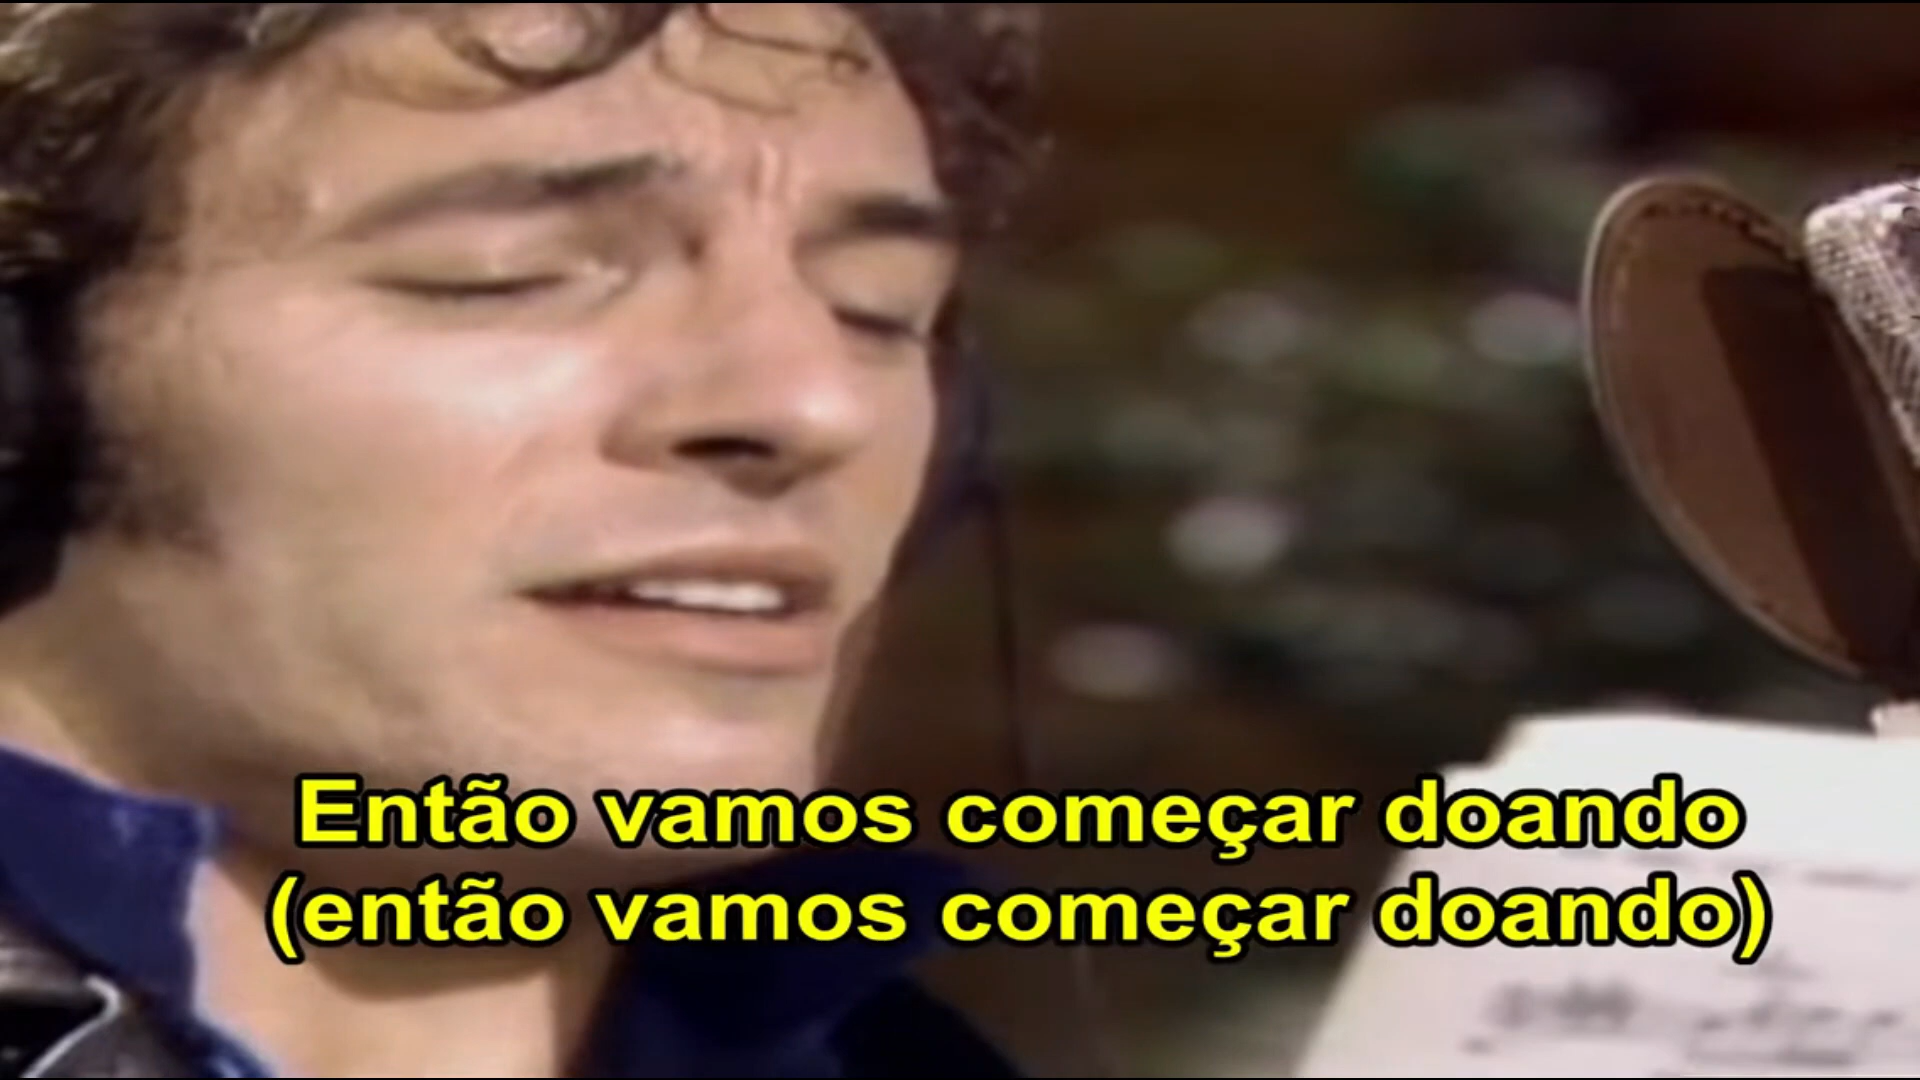 Então vamos começar doando
(então vamos começar doando)